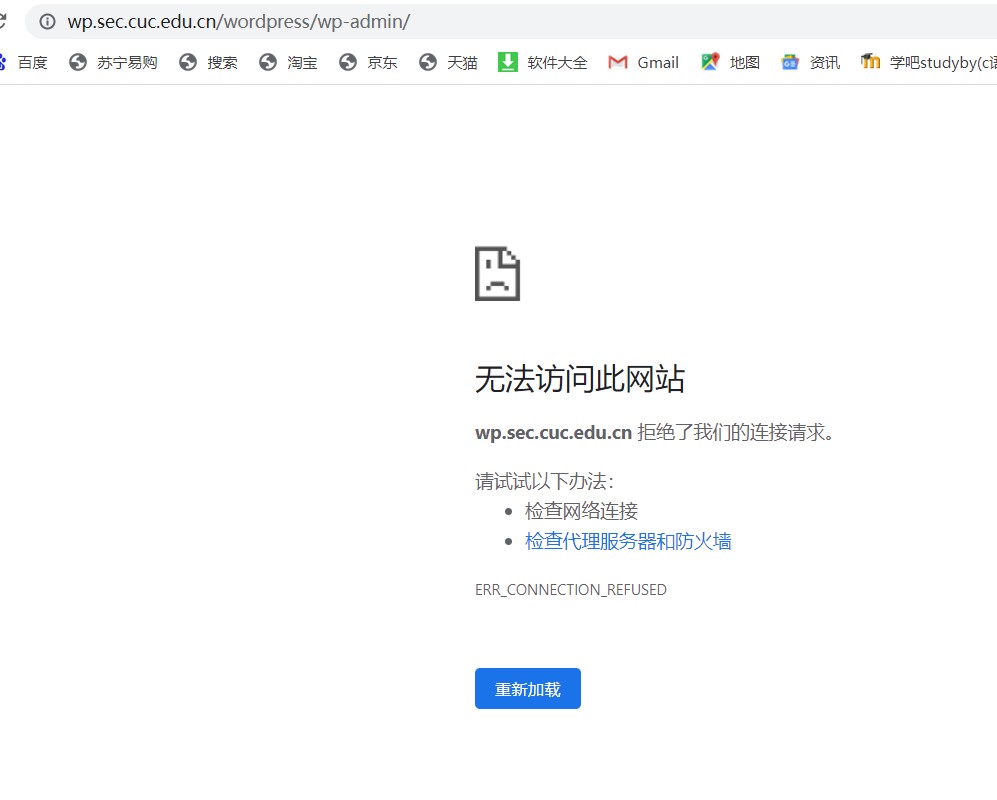 wp.sec.cuc.edu.cn/wordpress/wp-admin/
百度 苏宁易购 搜索 淘宝 京东 天猫 软件大全 Gmail 地图 资讯 学吧studyby(c语
无法访问此网站
wp.sec.cuc.edu.cn 拒绝了我们的连接请求。
请试试以下办法：
检查网络连接
检查代理服务器和防火墙
ERR_CONNECTION_REFUSED
重新加载